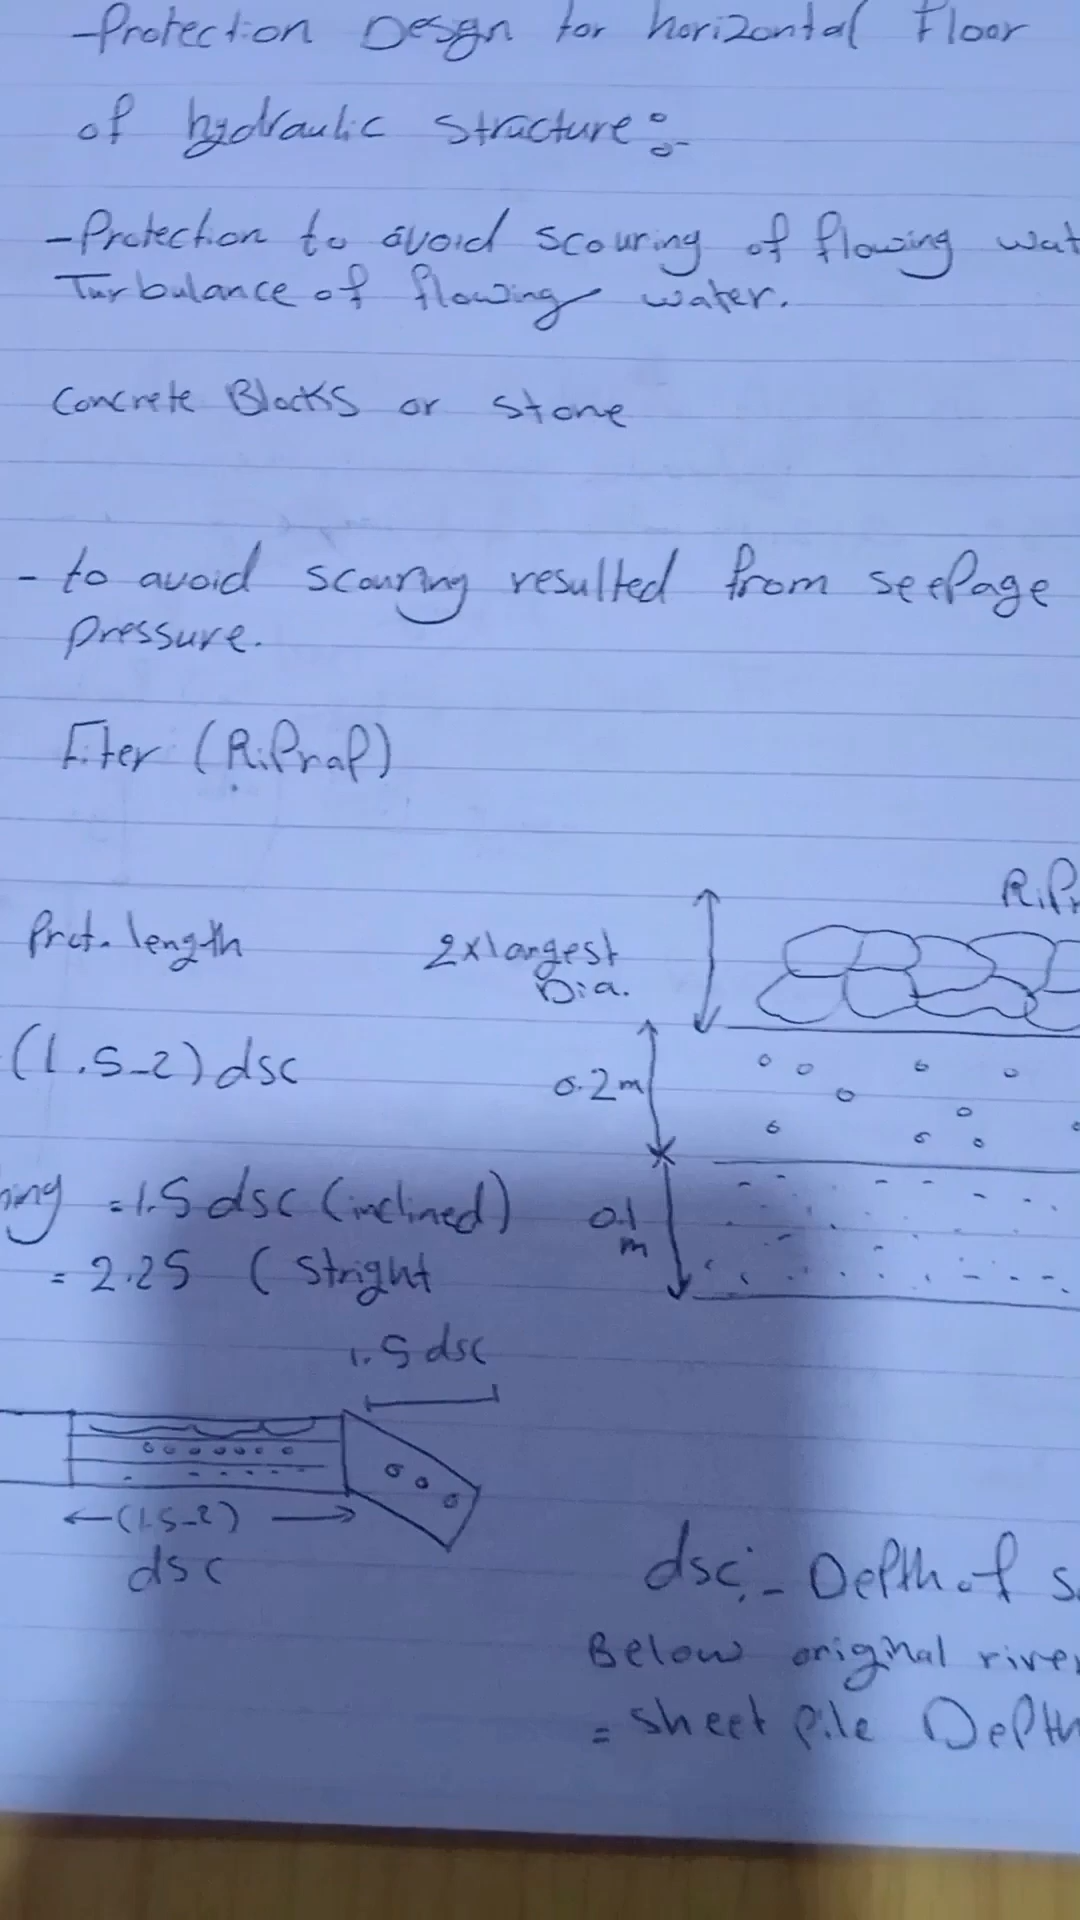 -Protection Design for horizontal Floor
of hydraulic structure:-
-Protection to avoid scouring of flowing wat
Turbulance of flowing water.
Concrete Blocks or stone
- to avoid scouring resulted from seepage
pressure.
Filter (RiPraP)
RiPr
Prot. length
2xlargest
Dia.
(1.5-2) dsc
0.2m
=1.5 dsc (inclined)
0.1
m
= 2.25 (stright
1.5 dsc
(1.5-2)
dsc
dsc:- Depth of s
Below original river
= sheet pile Depth